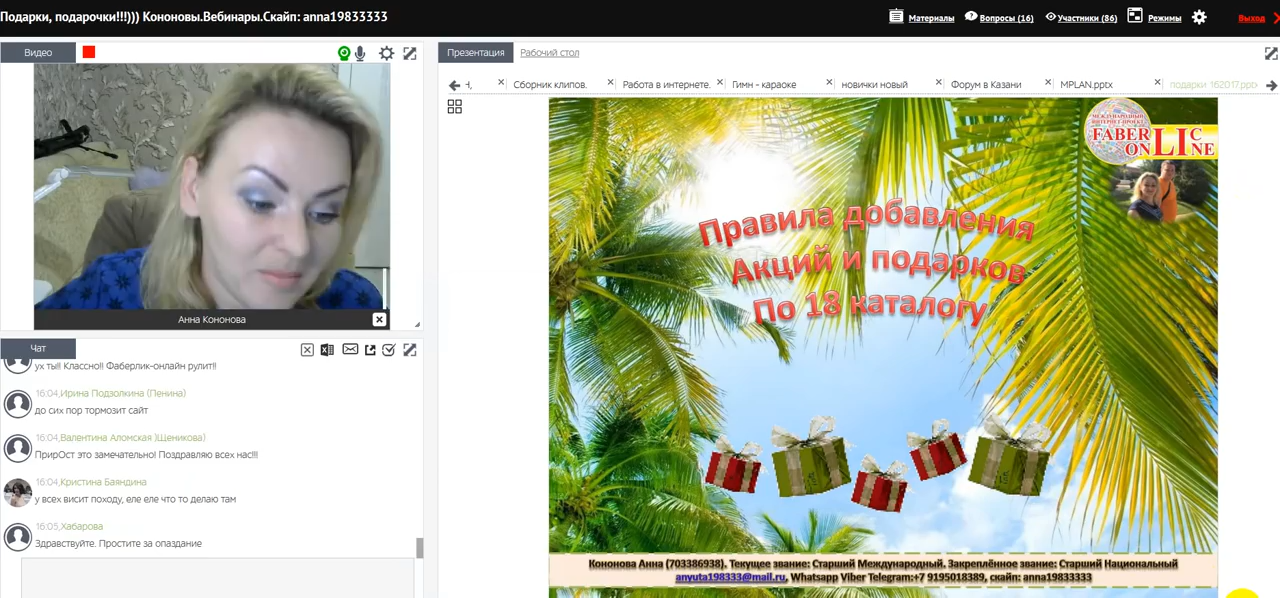 Подарки, подарочки!!!))) Кононовы.Вебинары.Скайп: anna19833333
Материалы
Вопросы (16)
Участники (86)
Режимы
Выход
Видео
Анна Кононова
Чат
ух ты!! Классно!! Фаберлик-онлайн рулит!!
16:04,Ирина Подзолкина (Пенина)
до сих пор тормозит сайт
16:04,Валентина Аломская )Щеникова)
ПрирОст это замечательно! Поздравляю всех нас!!!
16:04,Кристина Баяндина
у всех висит походу, еле еле что то делаю там
16:05,Хабарова
Здравствуйте. Простите за опаздание
Презентация
Рабочий стол
Сборник клипов.
Работа в интернете.
Гимн - караоке
новички новый
Форум в Казани
MPLAN.pptx
подарки 162017.pptx
МЕЖДУНАРОДНЫЙ
ИНТЕРНЕТ-ПРОЕКТ
FABERLIC
ONLINE
Правила добавления
Акций и подарков
По 18 каталогу
Кононова Анна (703386938). Текущее звание: Старший Международный. Закреплённое звание: Старший Национальный
anyuta198333@mail.ru, Whatsapp Viber Telegram:+7 9195018389, скайп: anna19833333